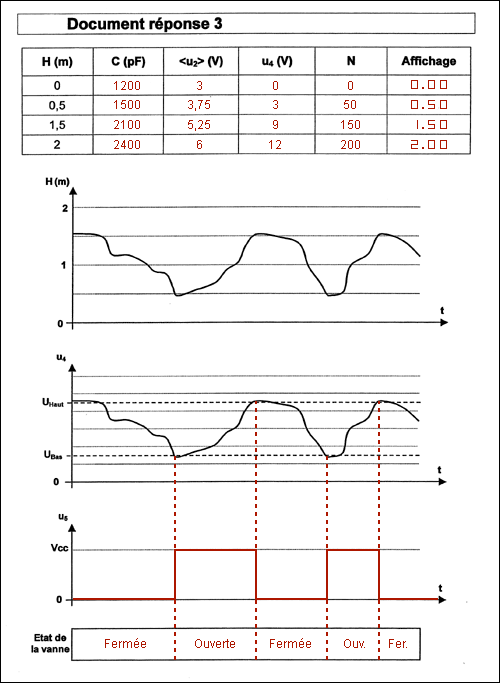 Document réponse 3
H (m) C (pF) <u₂> (V) u₄ (V) N Affichage
0 1200 3 0 0 0.00
0,5 1500 3,75 3 50 0.50
1,5 2100 5,25 9 150 1.50
2 2400 6 12 200 2.00
H (m)
2
1
0
t
u₄
U Haut
U Bas
0
t
u₅
Vcc
0
t
Etat de la vanne Fermée Ouverte Fermée Ouv. Fer.